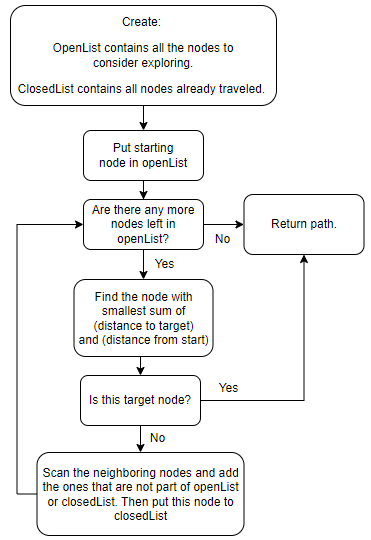 Create:
OpenList contains all the nodes to
consider exploring.
ClosedList contains all nodes already traveled.
Put starting
node in openList
Are there any more
nodes left in
openList?
No
Return path.
Yes
Find the node with
smallest sum of
(distance to target)
and (distance from start)
Is this target node?
Yes
No
Scan the neighboring nodes and add
the ones that are not part of openList
or closedList. Then put this node to
closedList